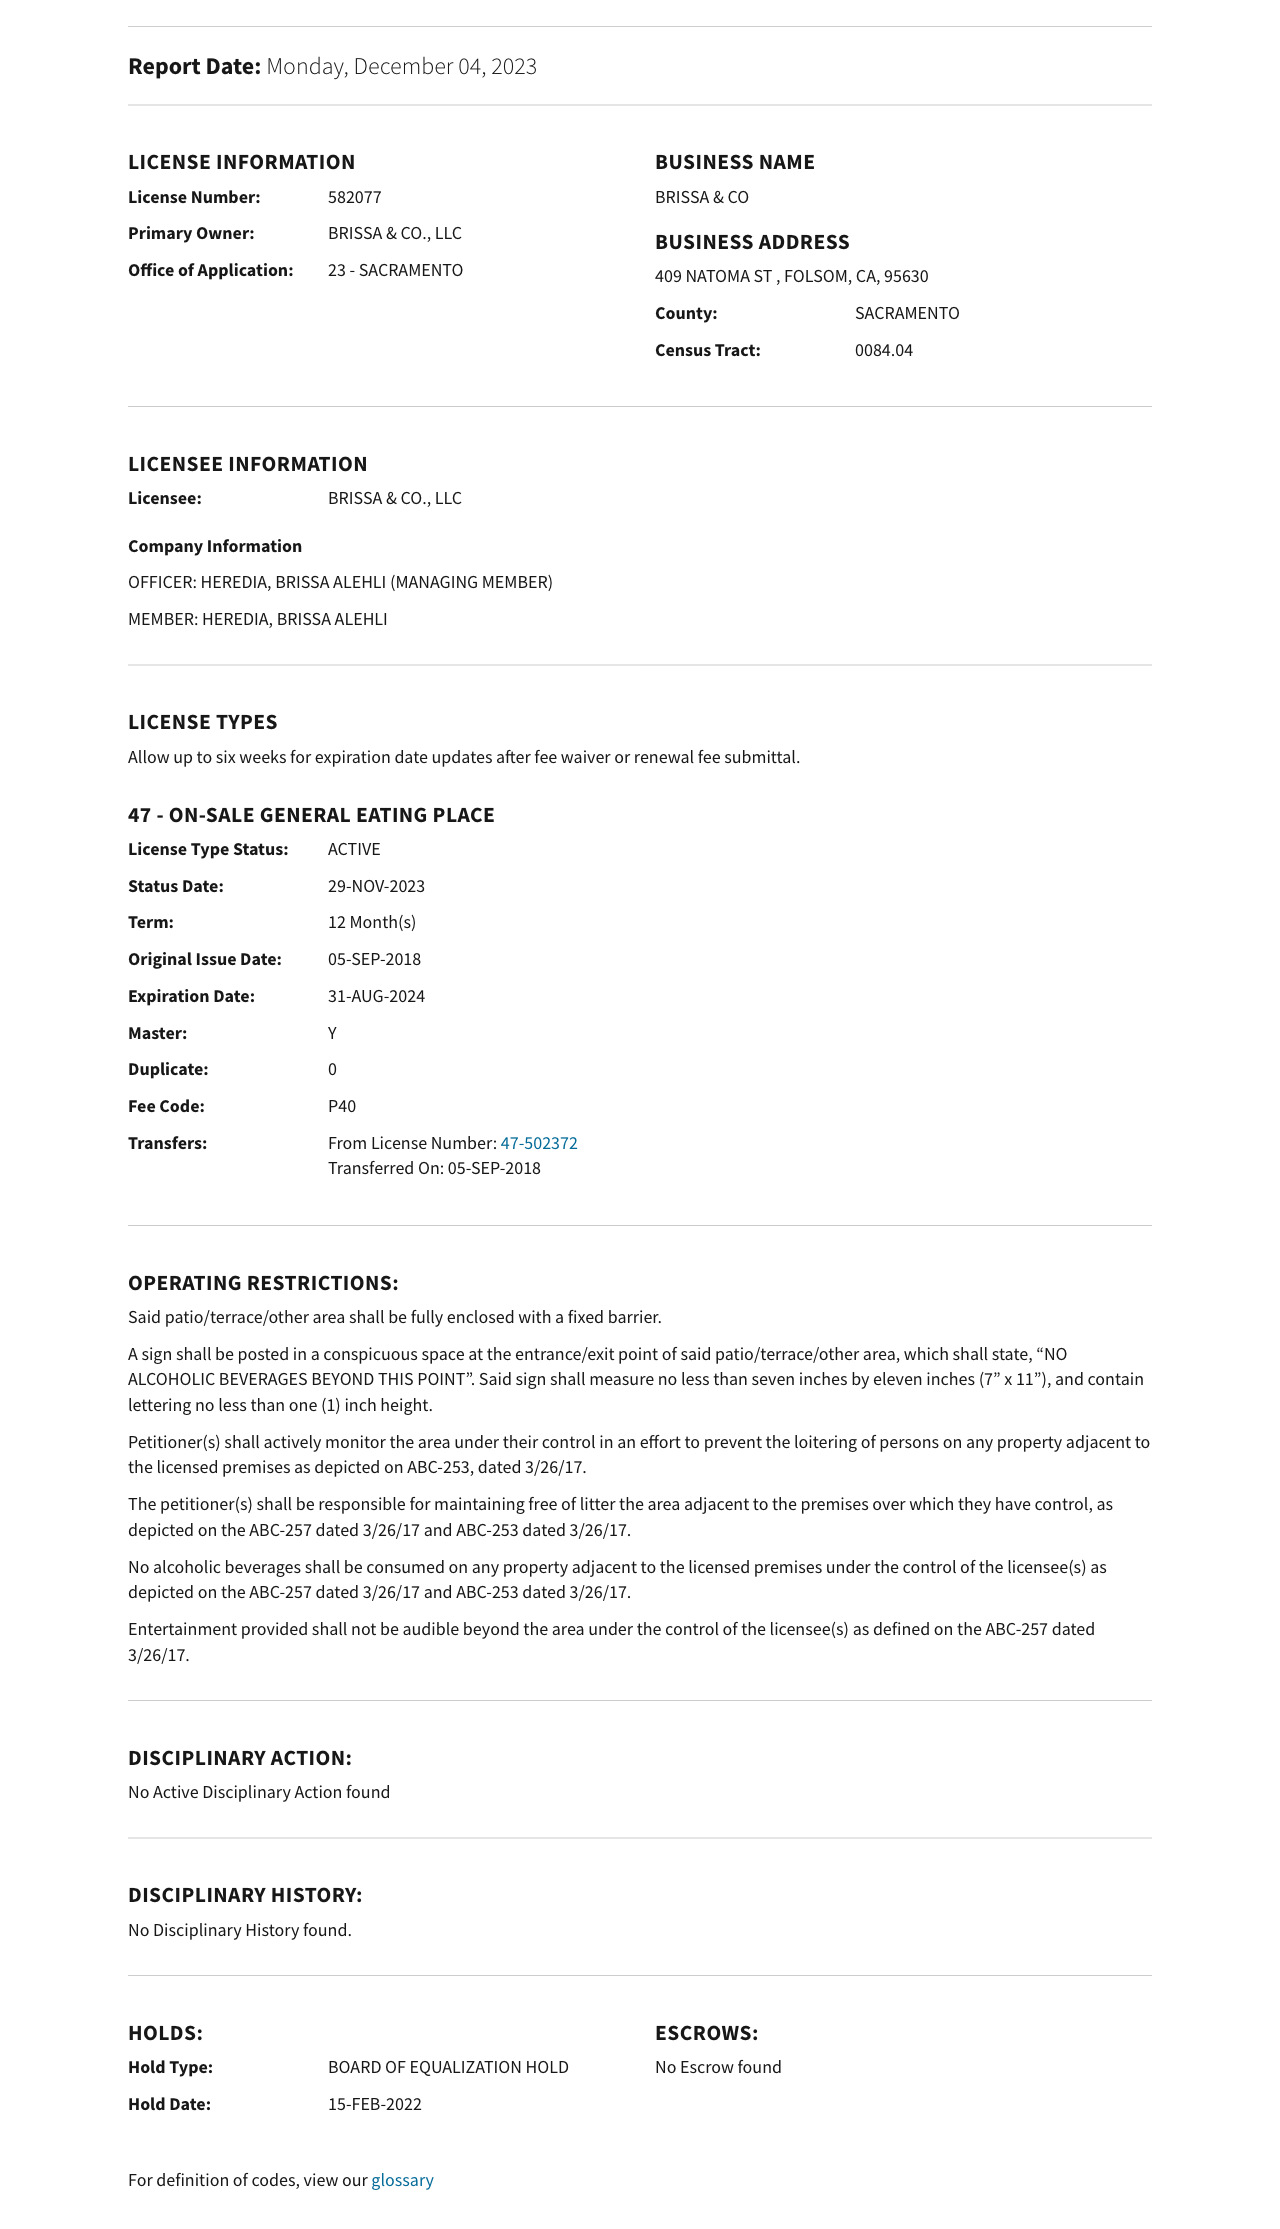 Report Date: Monday, December 04, 2023
LICENSE INFORMATION
License Number: 582077
Primary Owner: BRISSA & CO., LLC
Office of Application: 23 - SACRAMENTO
BUSINESS NAME
BRISSA & CO
BUSINESS ADDRESS
409 NATOMA ST , FOLSOM, CA, 95630
County: SACRAMENTO
Census Tract: 0084.04
LICENSEE INFORMATION
Licensee: BRISSA & CO., LLC
Company Information
OFFICER: HEREDIA, BRISSA ALEHLI (MANAGING MEMBER)
MEMBER: HEREDIA, BRISSA ALEHLI
LICENSE TYPES
Allow up to six weeks for expiration date updates after fee waiver or renewal fee submittal.
47 - ON-SALE GENERAL EATING PLACE
License Type Status: ACTIVE
Status Date: 29-NOV-2023
Term: 12 Month(s)
Original Issue Date: 05-SEP-2018
Expiration Date: 31-AUG-2024
Master: Y
Duplicate: 0
Fee Code: P40
Transfers: From License Number: 47-502372
Transferred On: 05-SEP-2018
OPERATING RESTRICTIONS:
Said patio/terrace/other area shall be fully enclosed with a fixed barrier.
A sign shall be posted in a conspicuous space at the entrance/exit point of said patio/terrace/other area, which shall state, “NO
ALCOHOLIC BEVERAGES BEYOND THIS POINT”. Said sign shall measure no less than seven inches by eleven inches (7” x 11”), and contain
lettering no less than one (1) inch height.
Petitioner(s) shall actively monitor the area under their control in an effort to prevent the loitering of persons on any property adjacent to
the licensed premises as depicted on ABC-253, dated 3/26/17.
The petitioner(s) shall be responsible for maintaining free of litter the area adjacent to the premises over which they have control, as
depicted on the ABC-257 dated 3/26/17 and ABC-253 dated 3/26/17.
No alcoholic beverages shall be consumed on any property adjacent to the licensed premises under the control of the licensee(s) as
depicted on the ABC-257 dated 3/26/17 and ABC-253 dated 3/26/17.
Entertainment provided shall not be audible beyond the area under the control of the licensee(s) as defined on the ABC-257 dated
3/26/17.
DISCIPLINARY ACTION:
No Active Disciplinary Action found
DISCIPLINARY HISTORY:
No Disciplinary History found.
HOLDS:
Hold Type: BOARD OF EQUALIZATION HOLD
Hold Date: 15-FEB-2022
ESCROWS:
No Escrow found
For definition of codes, view our glossary